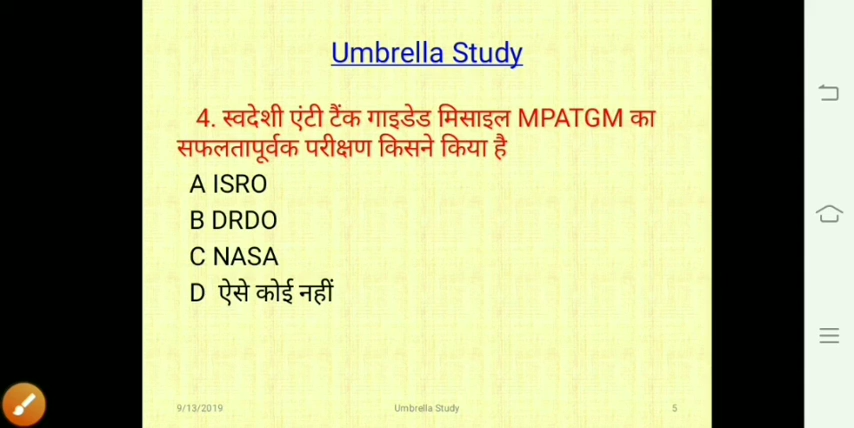 Umbrella Study
4. स्वदेशी एंटी टैंक गाइडेड मिसाइल MPATGM का
सफलतापूर्वक परीक्षण किसने किया है
A ISRO
B DRDO
C NASA
D ऐसे कोई नहीं
9/13/2019 Umbrella Study 5